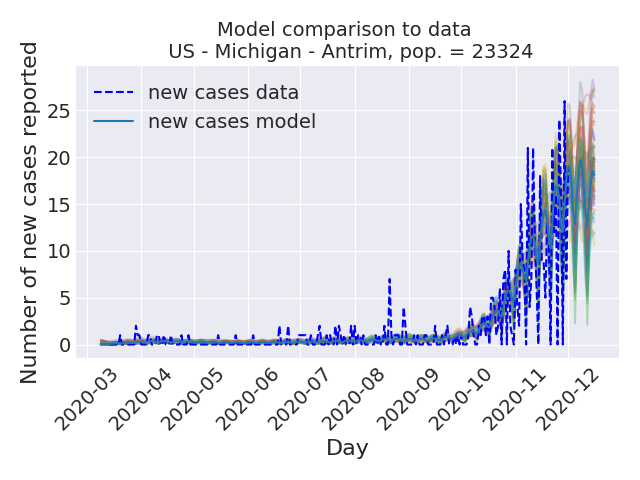 Model comparison to data
US - Michigan - Antrim, pop. = 23324
Number of new cases reported
25
20
15
10
5
0
new cases data
new cases model
2020-03
2020-04
2020-05
2020-06
2020-07
2020-08
2020-09
2020-10
2020-11
2020-12
Day